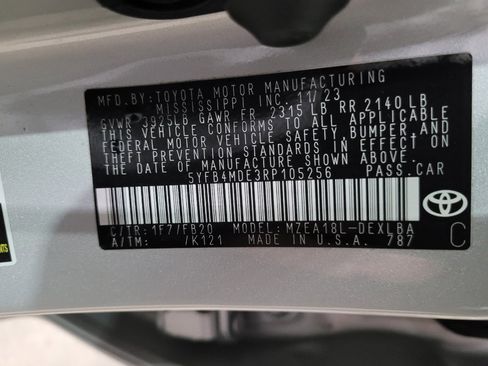 MFD.BY: TOYOTA MOTOR MANUFACTURING
MISSISSIPPI INC. 11/23
GVWR 3925LB GAWR FR 2315LB RR 2140LB
THIS VEHICLE CONFORMS TO ALL APPLICABLE
FEDERAL MOTOR VEHICLE SAFETY, BUMPER, AND
THEFT PREVENTION STANDARDS IN EFFECT ON
THE DATE OF MANUFACTURE SHOWN ABOVE.
5YFB4MDE3RP105256 PASS.CAR
C/TR: 1F7/FB20 MODEL: MZEA18L-DEXLBA
A/TM: /K121 MADE IN U.S.A. 787
C